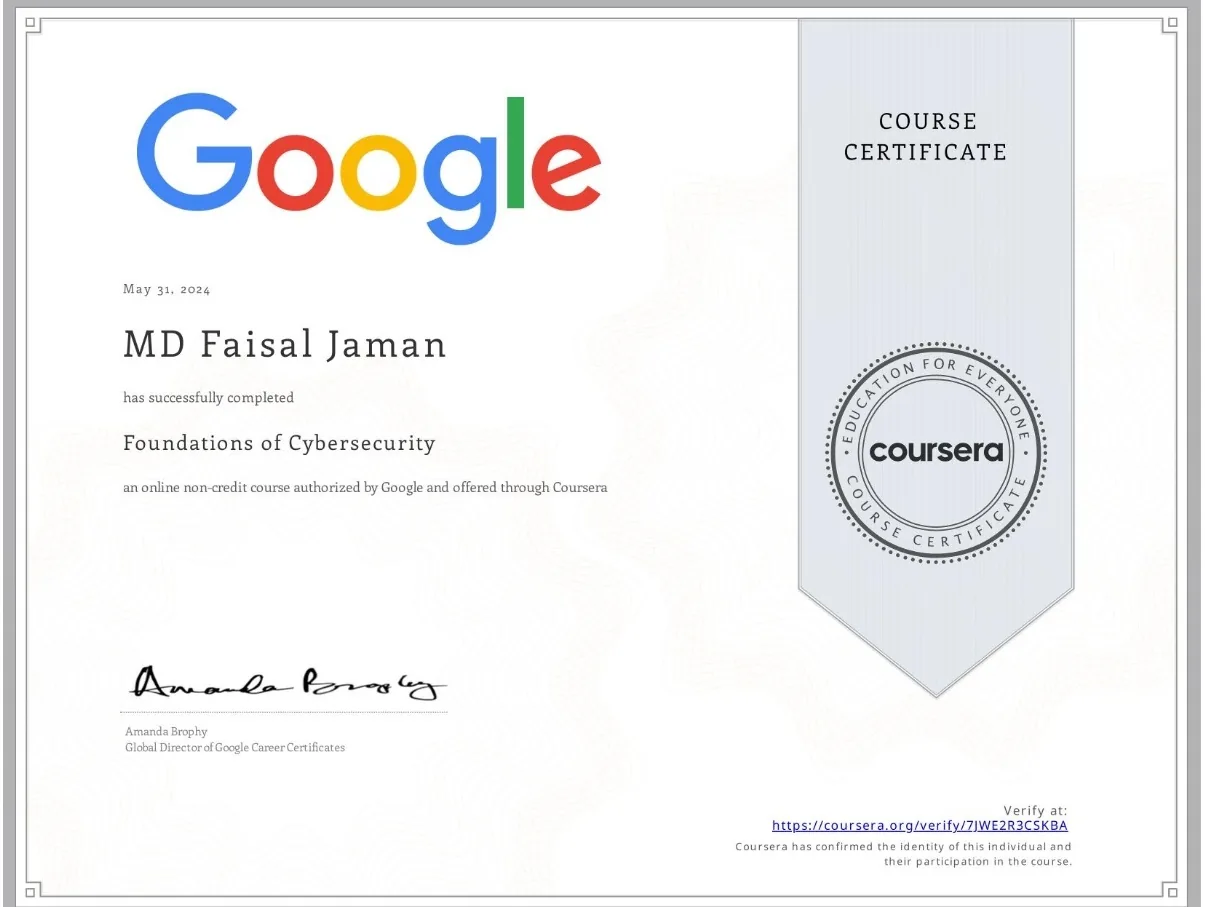 Google
COURSE
CERTIFICATE
May 31, 2024
MD Faisal Jaman
has successfully completed
Foundations of Cybersecurity
an online non-credit course authorized by Google and offered through Coursera
EDUCATION FOR EVERYONE
coursera
COURSE CERTIFICATE
Amanda Brophy
Amanda Brophy
Global Director of Google Career Certificates
Verify at:
https://coursera.org/verify/7JWE2R3CSKBA
Coursera has confirmed the identity of this individual and
their participation in the course.